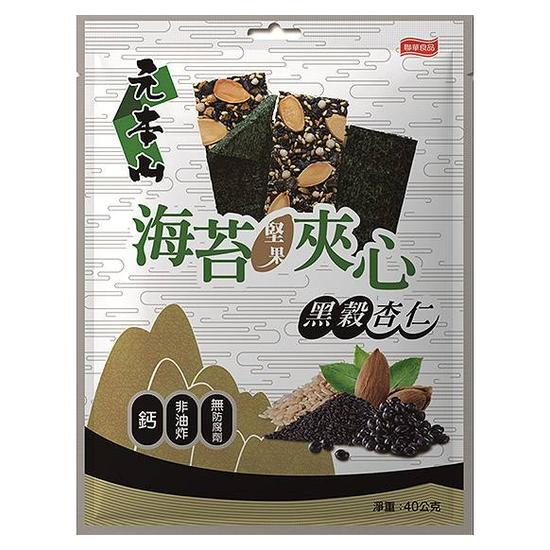 聯華食品
元本山
海苔堅果夾心
黑穀杏仁
鈣
非油炸
無防腐劑
淨重:40公克